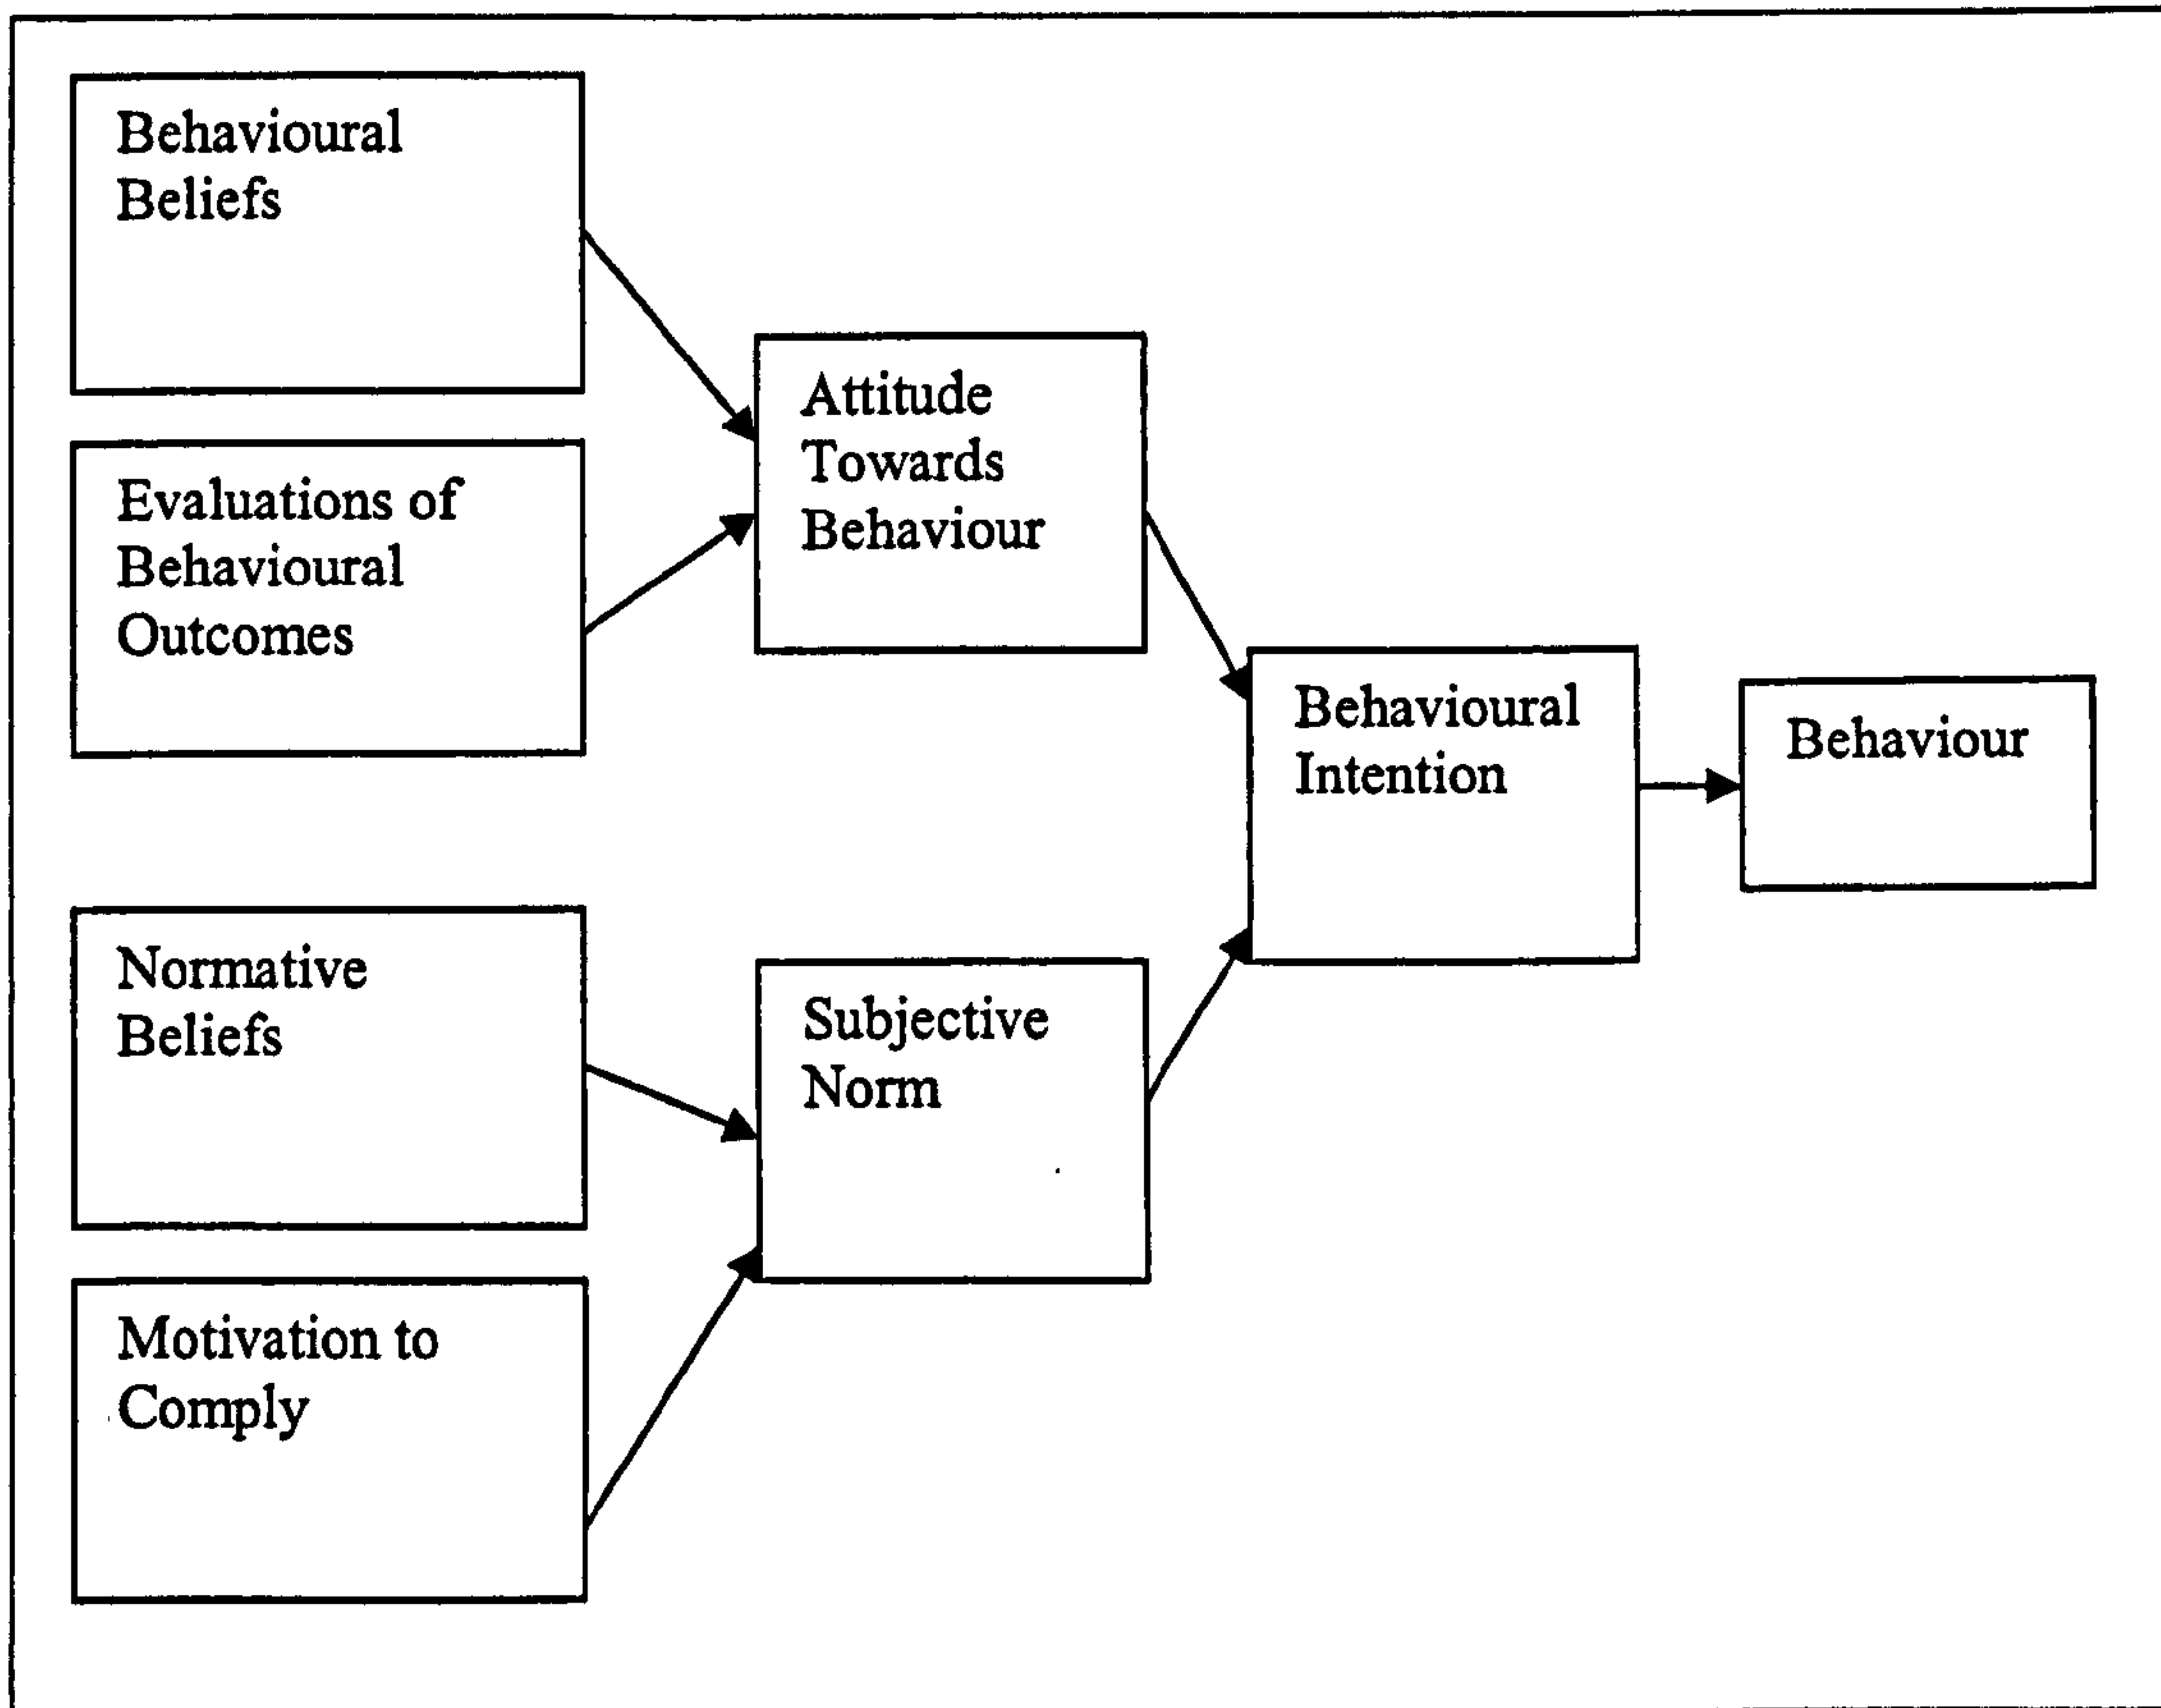 Behavioural
Beliefs
Evaluations of
Behavioural
Outcomes
Attitude
Towards
Behaviour
Behavioural
Intention
Behaviour
Normative
Beliefs
Subjective
Norm
Motivation to
Comply